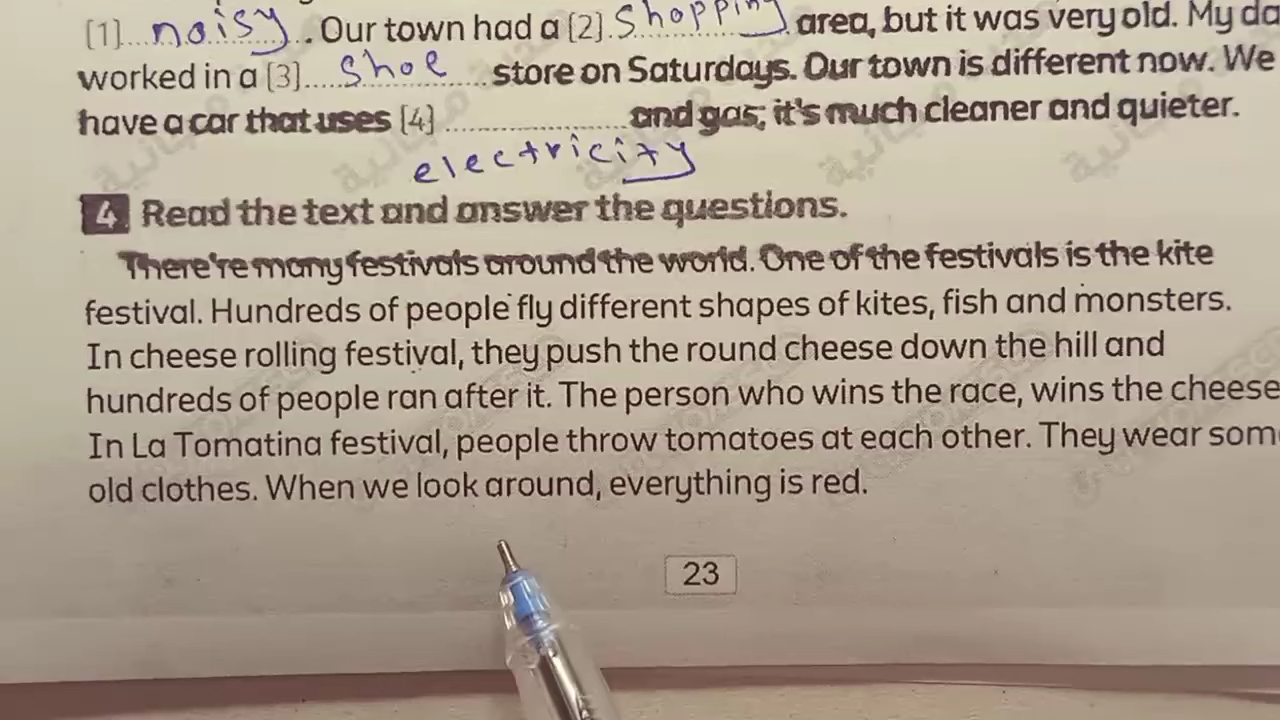 [1] noisy . Our town had a [2] shopping area, but it was very old. My da
worked in a [3] shoe store on Saturdays. Our town is different now. We
have a car that uses [4] ............ and gas; it's much cleaner and quieter.
electricity
4 Read the text and answer the questions.
There're many festivals around the world. One of the festivals is the kite
festival. Hundreds of people fly different shapes of kites, fish and monsters.
In cheese rolling festival, they push the round cheese down the hill and
hundreds of people ran after it. The person who wins the race, wins the cheese
In La Tomatina festival, people throw tomatoes at each other. They wear som
old clothes. When we look around, everything is red.
23